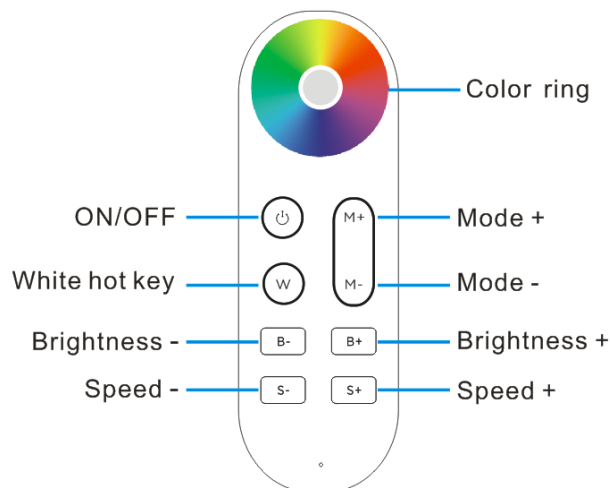 Color ring
ON/OFF
M+
Mode +
White hot key
W
M-
Mode -
Brightness -
B-
B+
Brightness +
Speed -
S-
S+
Speed +